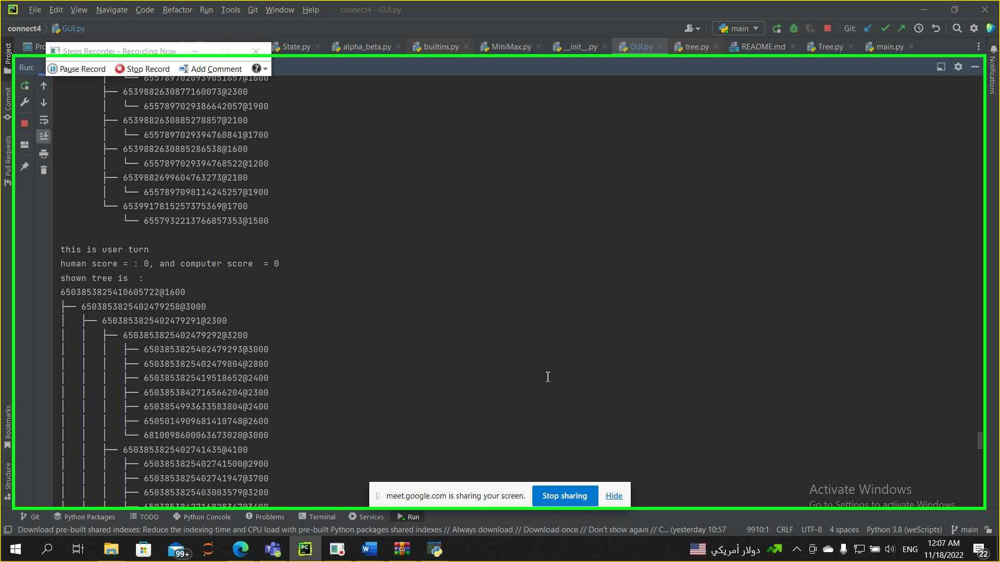 File Edit View Navigate Code Refactor Run Tools Git Window Help connect4 - GUI.py
connect4 GUI.py main Git:
State.py alpha_beta.py builtins.py MiniMax.py __init__.py GUI.py tree.py README.md Tree.py main.py
Steps Recorder - Recording Now
Run: Pause Record Stop Record Add Comment
6557897020939051657@1600
├── 6539882630877160073@2300
│ └── 6557897029386642057@1900
├── 6539882630885278857@2100
│ └── 6557897029394760841@1700
├── 6539882630885286538@1600
│ └── 6557897029394768522@1200
├── 6539882699604763273@2100
│ └── 6557897098114245257@1900
└── 6539917815257375369@1700
└── 6557932213766857353@1500
this is user turn
human score = : 0, and computer score = 0
shown tree is :
6503853825410605722@1600
├── 6503853825402479258@3000
│ ├── 6503853825402479291@2300
│ │ ├── 6503853825402479292@3200
│ │ │ ├── 6503853825402479293@3000
│ │ │ ├── 6503853825402479804@2800
│ │ │ ├── 6503853825419518652@2400
│ │ │ ├── 6503853842716566204@2300
│ │ │ ├── 6503854993633583804@2400
│ │ │ ├── 6505014909681410748@2600
│ │ │ └── 6810098600063673020@3000
│ │ ├── 6503853825402741435@4100
│ │ │ ├── 6503853825402741500@2900
│ │ │ ├── 6503853825402741947@3700
│ │ │ ├── 6503853825403003579@3200
│ │ │ ├── 6503853842716828347@3400
Project
Commit
Pull Requests
Bookmarks
Structure
Notifications
meet.google.com is sharing your screen. Stop sharing Hide
Activate Windows
Go to Settings to activate Windows
Git Python Packages TODO Python Console Problems Terminal Services Run
Download pre-built shared indexes: Reduce the indexing time and CPU load with pre-built Python packages shared indexes // Always download // Download once // Don't show again // C... (yesterday 10:57 9910:1 CRLF UTF-8 4 spaces Python 3.8 (weScripts) main
99+ دولار أمريكي ENG 12:07 AM
11/18/2022 22